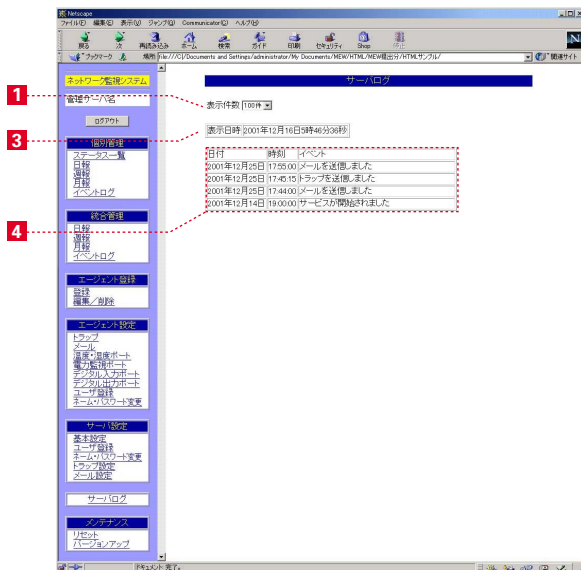 Netscape
ファイル(F) 編集(E) 表示(V) ジャンプ(G) Communicator(C) ヘルプ(H)
戻る 次 再読み込み ホーム 検索 ガイド 印刷 セキュリティ Shop 停止
ブックマーク 場所 file:///C|/Documents and Settings/administrator/My Documents/MEW/HTML/MEW提出分/HTMLサンプル/ 関連サイト
ネットワーク監視システム
管理サーバ名
ログアウト
個別管理
ステータス一覧
日報
週報
月報
イベントログ
統合管理
日報
週報
月報
イベントログ
エージェント登録
登録
編集／削除
エージェント設定
トラップ
メール
温度・湿度ポート
電力監視ポート
デジタル入力ポート
デジタル出力ポート
ユーザ登録
ネーム・パスワード変更
サーバ設定
基本設定
ユーザ登録
ネーム・パスワード変更
トラップ設定
メール設定
サーバログ
メンテナンス
リセット
バージョンアップ
サーバログ
1
表示件数 100件
3
表示日時 2001年12月16日5時46分36秒
4
日付 時刻 イベント
2001年12月25日 17:55:00 メールを送信しました
2001年12月25日 17:45:15 トラップを送信しました
2001年12月25日 17:44:00 メールを送信しました
2001年12月14日 19:00:00 サービスが開始されました
ドキュメント 完了。